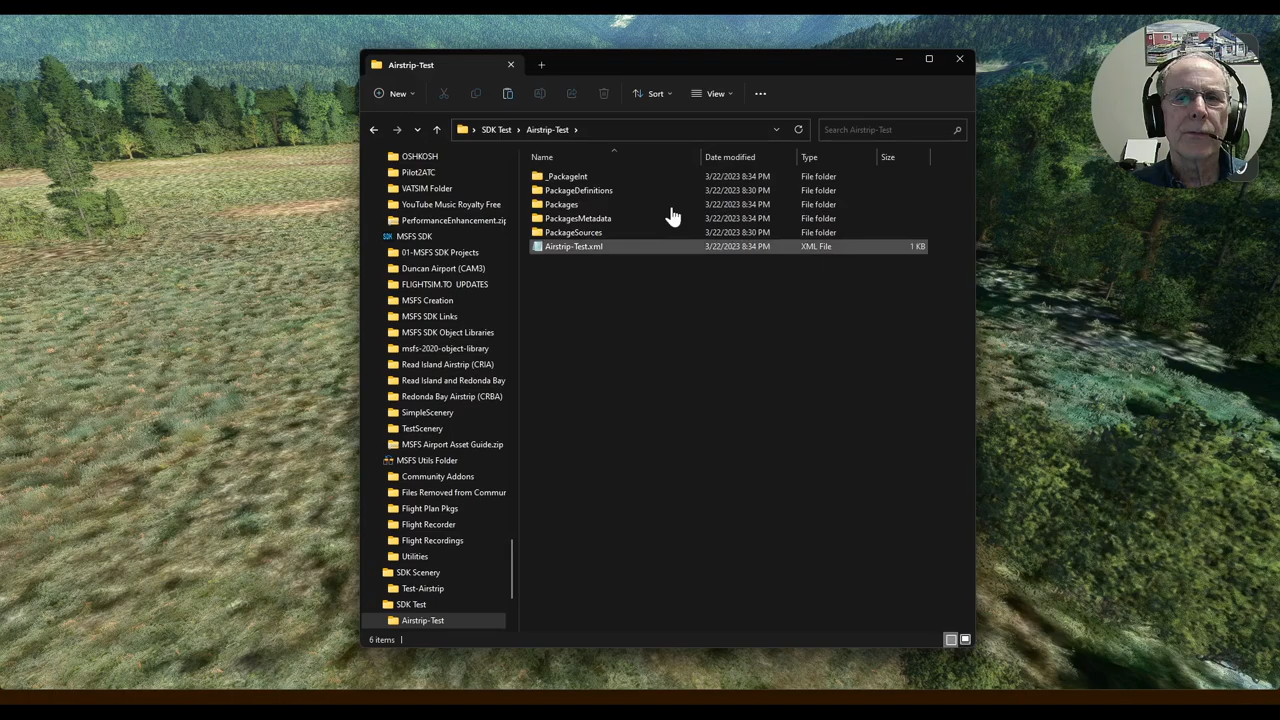 Airstrip-Test
New
Sort
View
SDK Test
Airstrip-Test
Search Airstrip-Test
OSHKOSH
Pilot2ATC
VATSIM Folder
YouTube Music Royalty Free
PerformanceEnhancement.zip
MSFS SDK
01-MSFS SDK Projects
Duncan Airport (CAM3)
FLIGHTSIM.TO UPDATES
MSFS Creation
MSFS SDK Links
MSFS SDK Object Libraries
msfs-2020-object-library
Read Island Airstrip (CRIA)
Read Island and Redonda Bay
Redonda Bay Airstrip (CRBA)
SimpleScenery
TestScenery
MSFS Airport Asset Guide.zip
MSFS Utils Folder
Community Addons
Files Removed from Commur
Flight Plan Pkgs
Flight Recorder
Flight Recordings
Utilities
SDK Scenery
Test-Airstrip
SDK Test
Airstrip-Test
Name Date modified Type Size
_PackageInt 3/22/2023 8:34 PM File folder
PackageDefinitions 3/22/2023 8:30 PM File folder
Packages 3/22/2023 8:34 PM File folder
PackagesMetadata 3/22/2023 8:34 PM File folder
PackageSources 3/22/2023 8:30 PM File folder
Airstrip-Test.xml 3/22/2023 8:34 PM XML File 1 KB
6 items